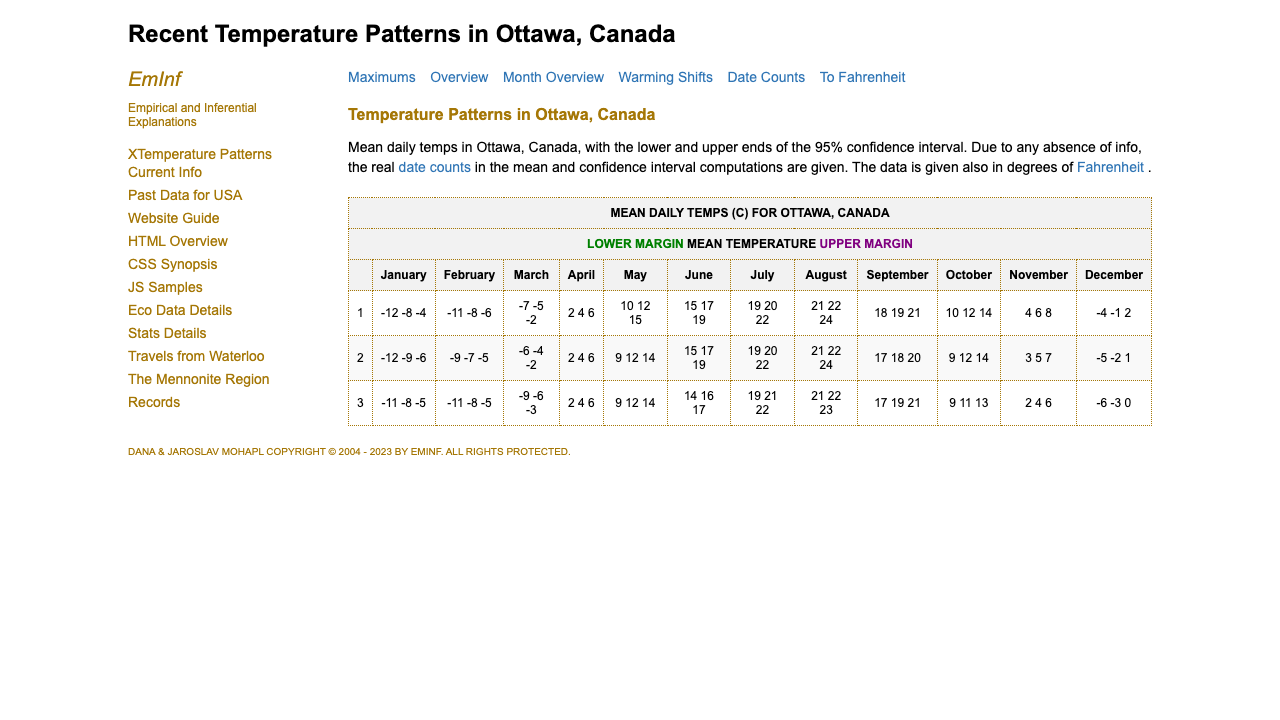 Recent Temperature Patterns in Ottawa, Canada
EmInf
Empirical and Inferential
Explanations
XTemperature Patterns
Current Info
Past Data for USA
Website Guide
HTML Overview
CSS Synopsis
JS Samples
Eco Data Details
Stats Details
Travels from Waterloo
The Mennonite Region
Records
Maximums Overview Month Overview Warming Shifts Date Counts To Fahrenheit
Temperature Patterns in Ottawa, Canada
Mean daily temps in Ottawa, Canada, with the lower and upper ends of the 95% confidence interval. Due to any absence of info,
the real date counts in the mean and confidence interval computations are given. The data is given also in degrees of Fahrenheit .
MEAN DAILY TEMPS (C) FOR OTTAWA, CANADA
LOWER MARGIN MEAN TEMPERATURE UPPER MARGIN
January February March April May June July August September October November December
1 -12 -8 -4 -11 -8 -6 -7 -5 -2 2 4 6 10 12 15 15 17 19 19 20 22 21 22 24 18 19 21 10 12 14 4 6 8 -4 -1 2
2 -12 -9 -6 -9 -7 -5 -6 -4 -2 2 4 6 9 12 14 15 17 19 19 20 22 21 22 24 17 18 20 9 12 14 3 5 7 -5 -2 1
3 -11 -8 -5 -11 -8 -5 -9 -6 -3 2 4 6 9 12 14 14 16 17 19 21 22 21 22 23 17 19 21 9 11 13 2 4 6 -6 -3 0
DANA & JAROSLAV MOHAPL COPYRIGHT © 2004 - 2023 BY EMINF. ALL RIGHTS PROTECTED.